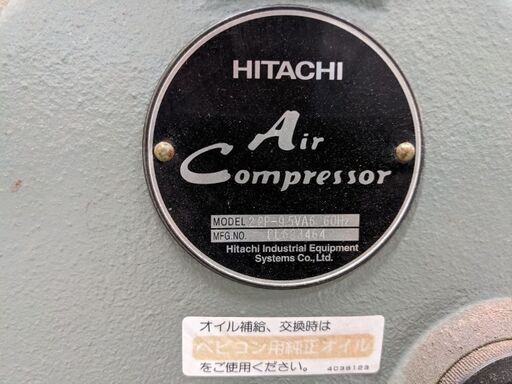 HITACHI
Air
Compressor
MODEL 2.2P-9.5VA6 60Hz
MFG.NO.
Hitachi Industrial Equipment
Systems Co.,Ltd.
オイル補給、交換時は
ベビコン用純正オイル
をご使用ください。 4C038123